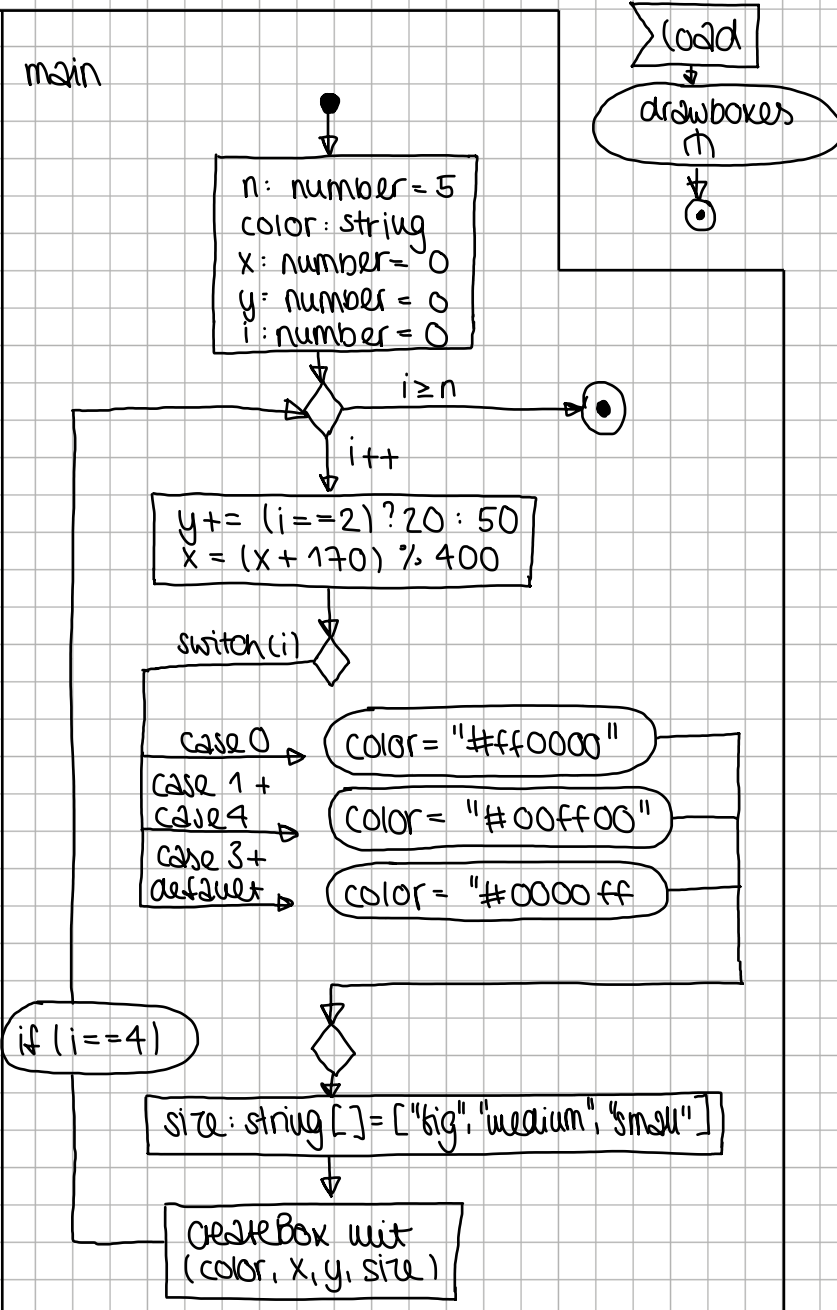 load
drawboxes
main
n: number = 5
color: string
x: number = 0
y: number = 0
i: number = 0
i ≥ n
i++
y+= (i==2)?20:50
x = (x+170) % 400
switch(i)
case 0
color= "#ff0000"
case 1 +
case 4
color= "#00ff00"
case 3+
default
color= "#0000ff
if (i==4)
size: string[]=["big", "medium", "small"]
createBox mit
(color, x, y, size)